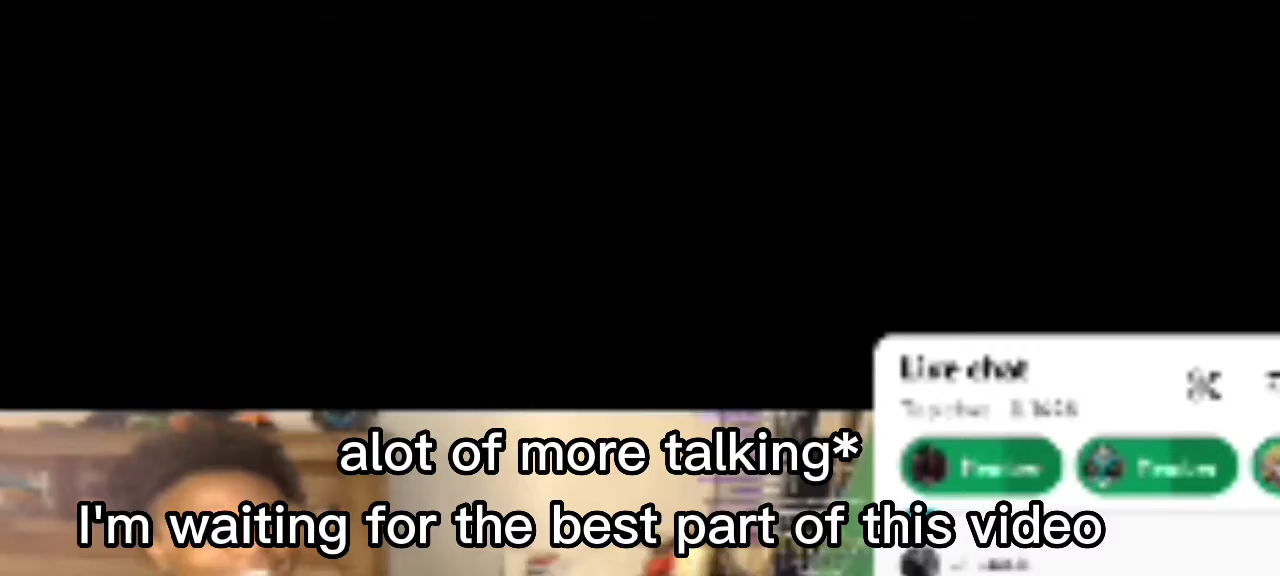 Live chat
alot of more talking*
I'm waiting for the best part of this video